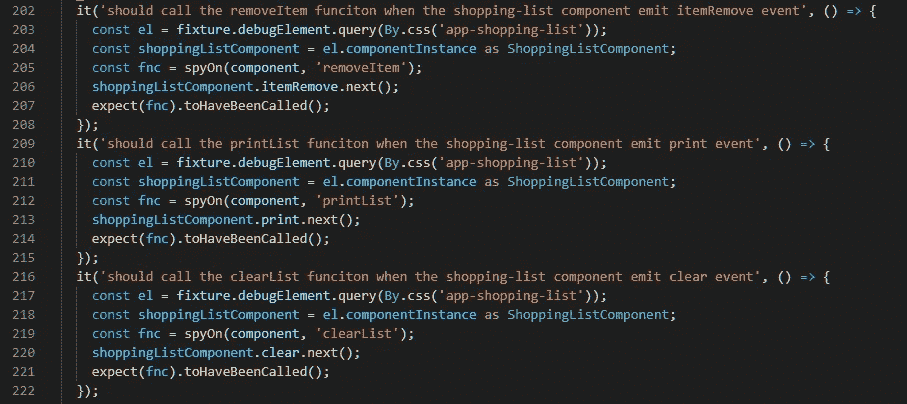 202 it('should call the removeItem funciton when the shopping-list component emit itemRemove event', () => {
203 const el = fixture.debugElement.query(By.css('app-shopping-list'));
204 const shoppingListComponent = el.componentInstance as ShoppingListComponent;
205 const fnc = spyOn(component, 'removeItem');
206 shoppingListComponent.itemRemove.next();
207 expect(fnc).toHaveBeenCalled();
208 });
209 it('should call the printList funciton when the shopping-list component emit print event', () => {
210 const el = fixture.debugElement.query(By.css('app-shopping-list'));
211 const shoppingListComponent = el.componentInstance as ShoppingListComponent;
212 const fnc = spyOn(component, 'printList');
213 shoppingListComponent.print.next();
214 expect(fnc).toHaveBeenCalled();
215 });
216 it('should call the clearList funciton when the shopping-list component emit clear event', () => {
217 const el = fixture.debugElement.query(By.css('app-shopping-list'));
218 const shoppingListComponent = el.componentInstance as ShoppingListComponent;
219 const fnc = spyOn(component, 'clearList');
220 shoppingListComponent.clear.next();
221 expect(fnc).toHaveBeenCalled();
222 });